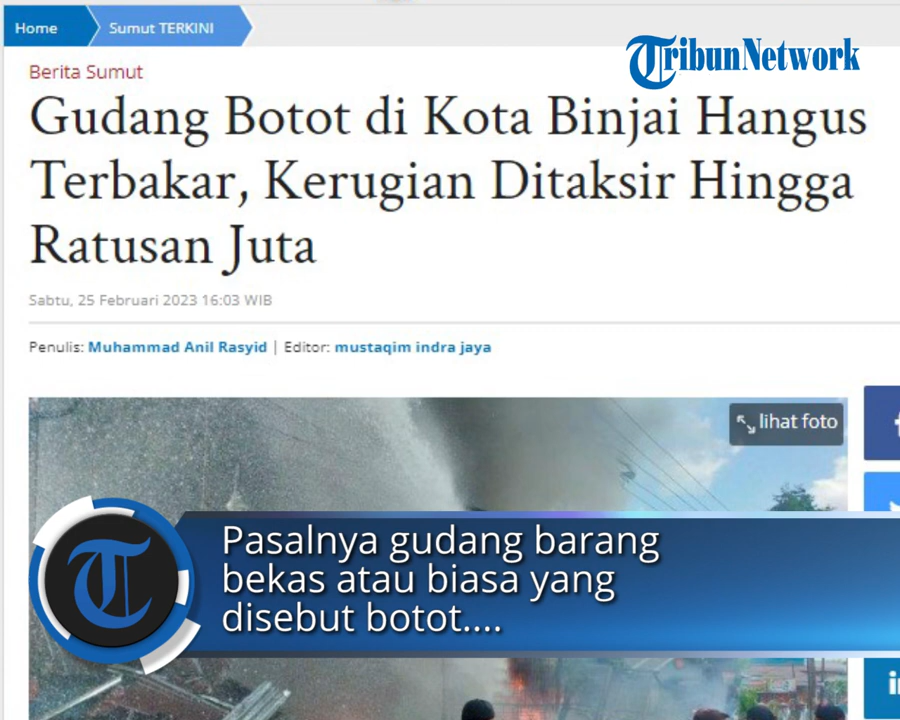 Home
Sumut TERKINI
TribunNetwork
Berita Sumut
Gudang Botot di Kota Binjai Hangus
Terbakar, Kerugian Ditaksir Hingga
Ratusan Juta
Sabtu, 25 Februari 2023 16:03 WIB
Penulis: Muhammad Anil Rasyid | Editor: mustaqim indra jaya
lihat foto
T
Pasalnya gudang barang
bekas atau biasa yang
disebut botot....